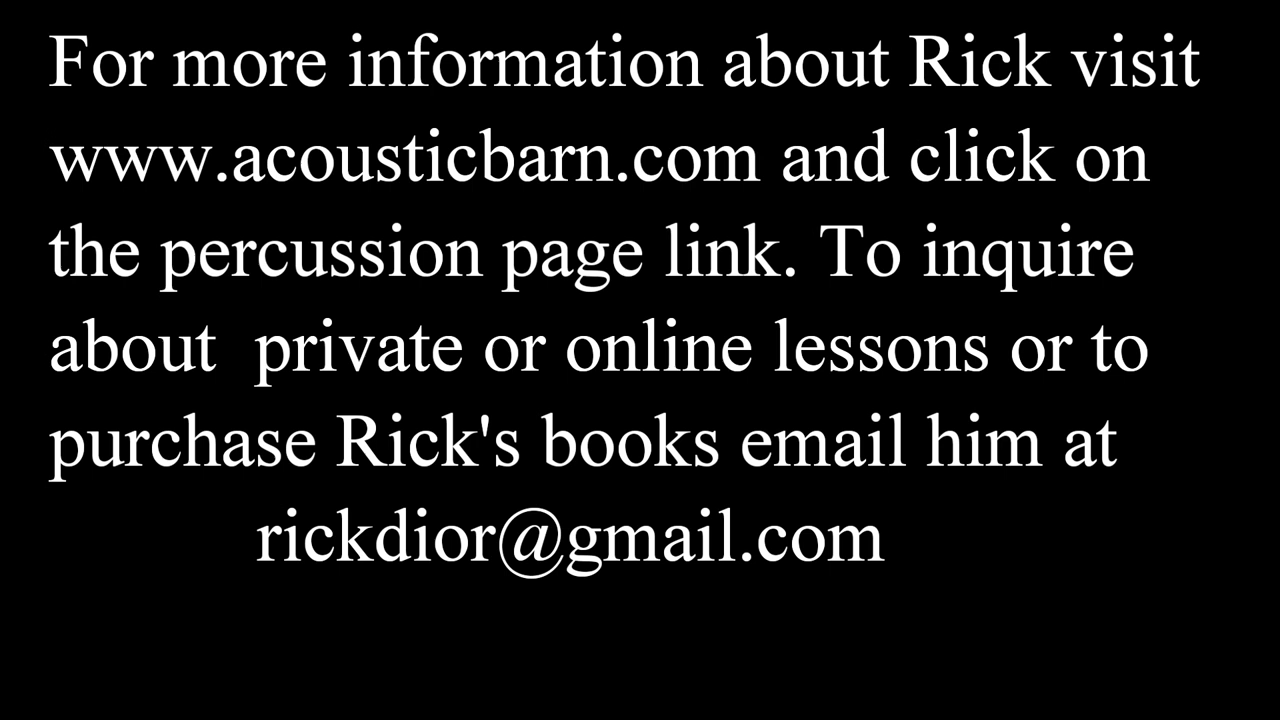 For more information about Rick visit
www.acousticbarn.com and click on
the percussion page link. To inquire
about  private or online lessons or to
purchase Rick's books email him at
rickdior@gmail.com